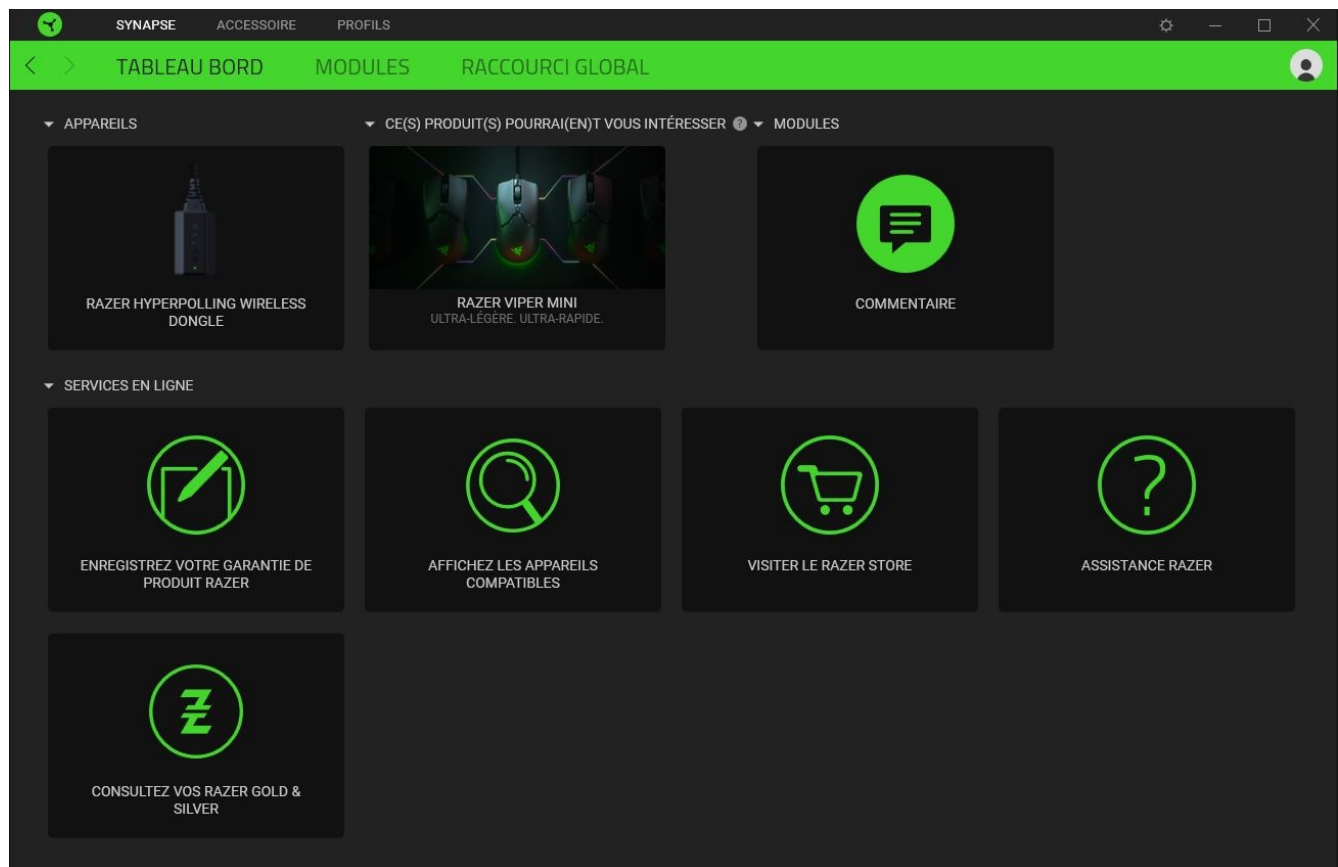 SYNAPSE ACCESSOIRE PROFILS
TABLEAU BORD MODULES RACCOURCI GLOBAL
APPAREILS
CE(S) PRODUIT(S) POURRAI(EN)T VOUS INTÉRESSER ?
MODULES
RAZER HYPERPOLLING WIRELESS
DONGLE
RAZER VIPER MINI
ULTRA-LÉGÈRE. ULTRA-RAPIDE.
COMMENTAIRE
SERVICES EN LIGNE
ENREGISTREZ VOTRE GARANTIE DE
PRODUIT RAZER
AFFICHEZ LES APPAREILS
COMPATIBLES
VISITER LE RAZER STORE
ASSISTANCE RAZER
CONSULTEZ VOS RAZER GOLD &
SILVER